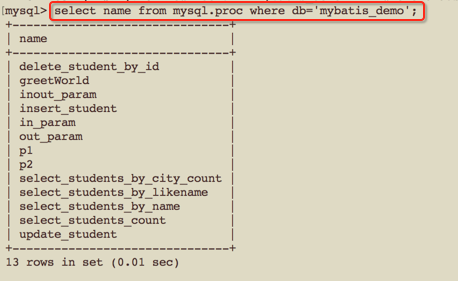 [mysql> select name from mysql.proc where db='mybatis_demo';
+----------------------------+
| name                       |
+----------------------------+
| delete_student_by_id       |
| greetWorld                 |
| inout_param                |
| insert_student             |
| in_param                   |
| out_param                  |
| p1                         |
| p2                         |
| select_students_by_city_count |
| select_students_by_likename |
| select_students_by_name    |
| select_students_count      |
| update_student             |
+----------------------------+
13 rows in set (0.01 sec)